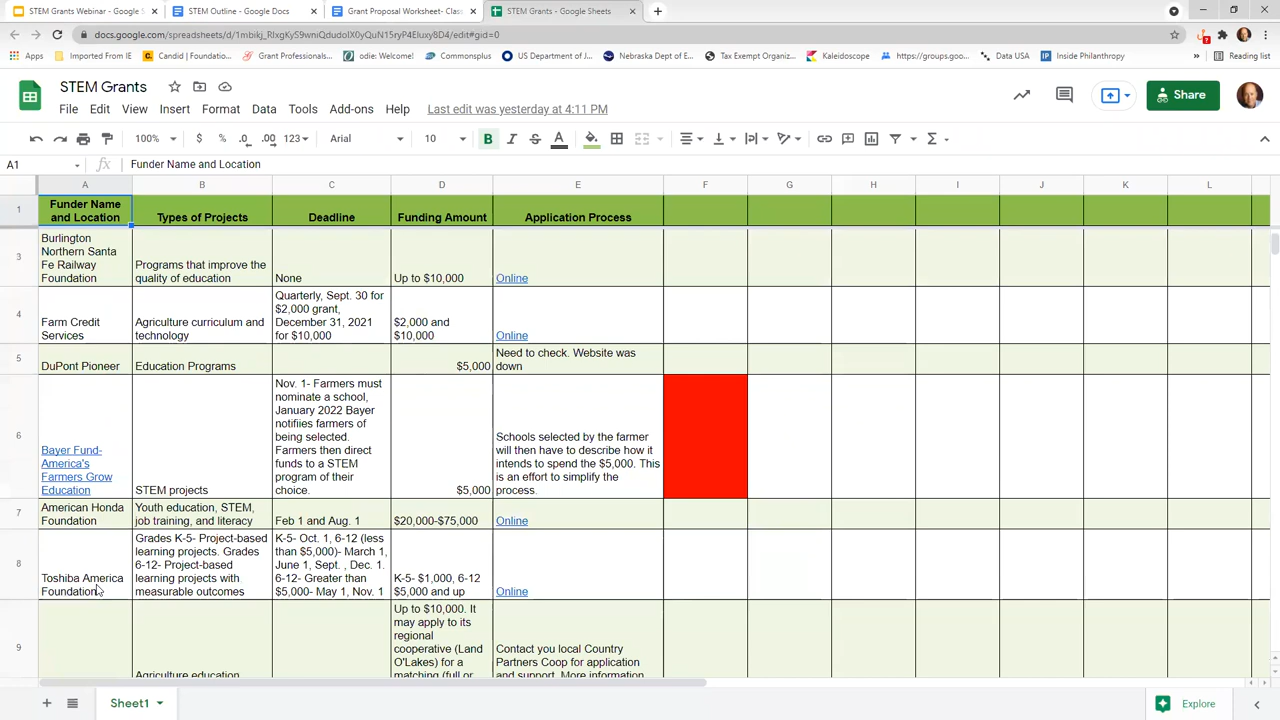 STEM Grants Webinar - Google S
STEM Outline - Google Docs
Grant Proposal Worksheet- Class
STEM Grants - Google Sheets
docs.google.com/spreadsheets/d/1mbikj_RIxgKyS9wniQdudoIX0yQuN15ryP4Eluxy8D4/edit#gid=0
Apps
Imported From IE
Candid | Foundation...
Grant Professionals...
odie: Welcome!
Commonsplus
US Department of J...
Nebraska Dept of E...
Tax Exempt Organiz...
Kaleidoscope
https://groups.goo...
Data USA
Inside Philanthropy
»
Reading list
STEM Grants
File Edit View Insert Format Data Tools Add-ons Help Last edit was yesterday at 4:11 PM
Share
100% $ % .0 .00 123 Arial 10 B I S A
A1 fx Funder Name and Location
A B C D E F G H I J K L
1
Funder Name
and Location
Types of Projects
Deadline
Funding Amount
Application Process
3
Burlington
Northern Santa
Fe Railway
Foundation
Programs that improve the
quality of education
None
Up to $10,000
Online
4
Farm Credit
Services
Agriculture curriculum and
technology
Quarterly, Sept. 30 for
$2,000 grant,
December 31, 2021
for $10,000
$2,000 and
$10,000
Online
5
DuPont Pioneer
Education Programs
$5,000
Need to check. Website was
down
6
Bayer Fund-
America's
Farmers Grow
Education
STEM projects
Nov. 1- Farmers must
nominate a school,
January 2022 Bayer
notifiies farmers of
being selected.
Farmers then direct
funds to a STEM
program of their
choice.
$5,000
Schools selected by the farmer
will then have to describe how it
intends to spend the $5,000. This
is an effort to simplify the
process.
7
American Honda
Foundation
Youth education, STEM,
job training, and literacy
Feb 1 and Aug. 1
$20,000-$75,000
Online
8
Toshiba America
Foundation
Grades K-5- Project-based
learning projects. Grades
6-12- Project-based
learning projects with
measurable outcomes
K-5- Oct. 1, 6-12 (less
than $5,000)- March 1,
June 1, Sept. , Dec. 1.
6-12- Greater than
$5,000- May 1, Nov. 1
K-5- $1,000, 6-12
$5,000 and up
Online
9
Agriculture education
Up to $10,000. It
may apply to its
regional
cooperative (Land
O'Lakes) for a
matching (full or
Contact you local Country
Partners Coop for application
and support. More information
Sheet1
Explore